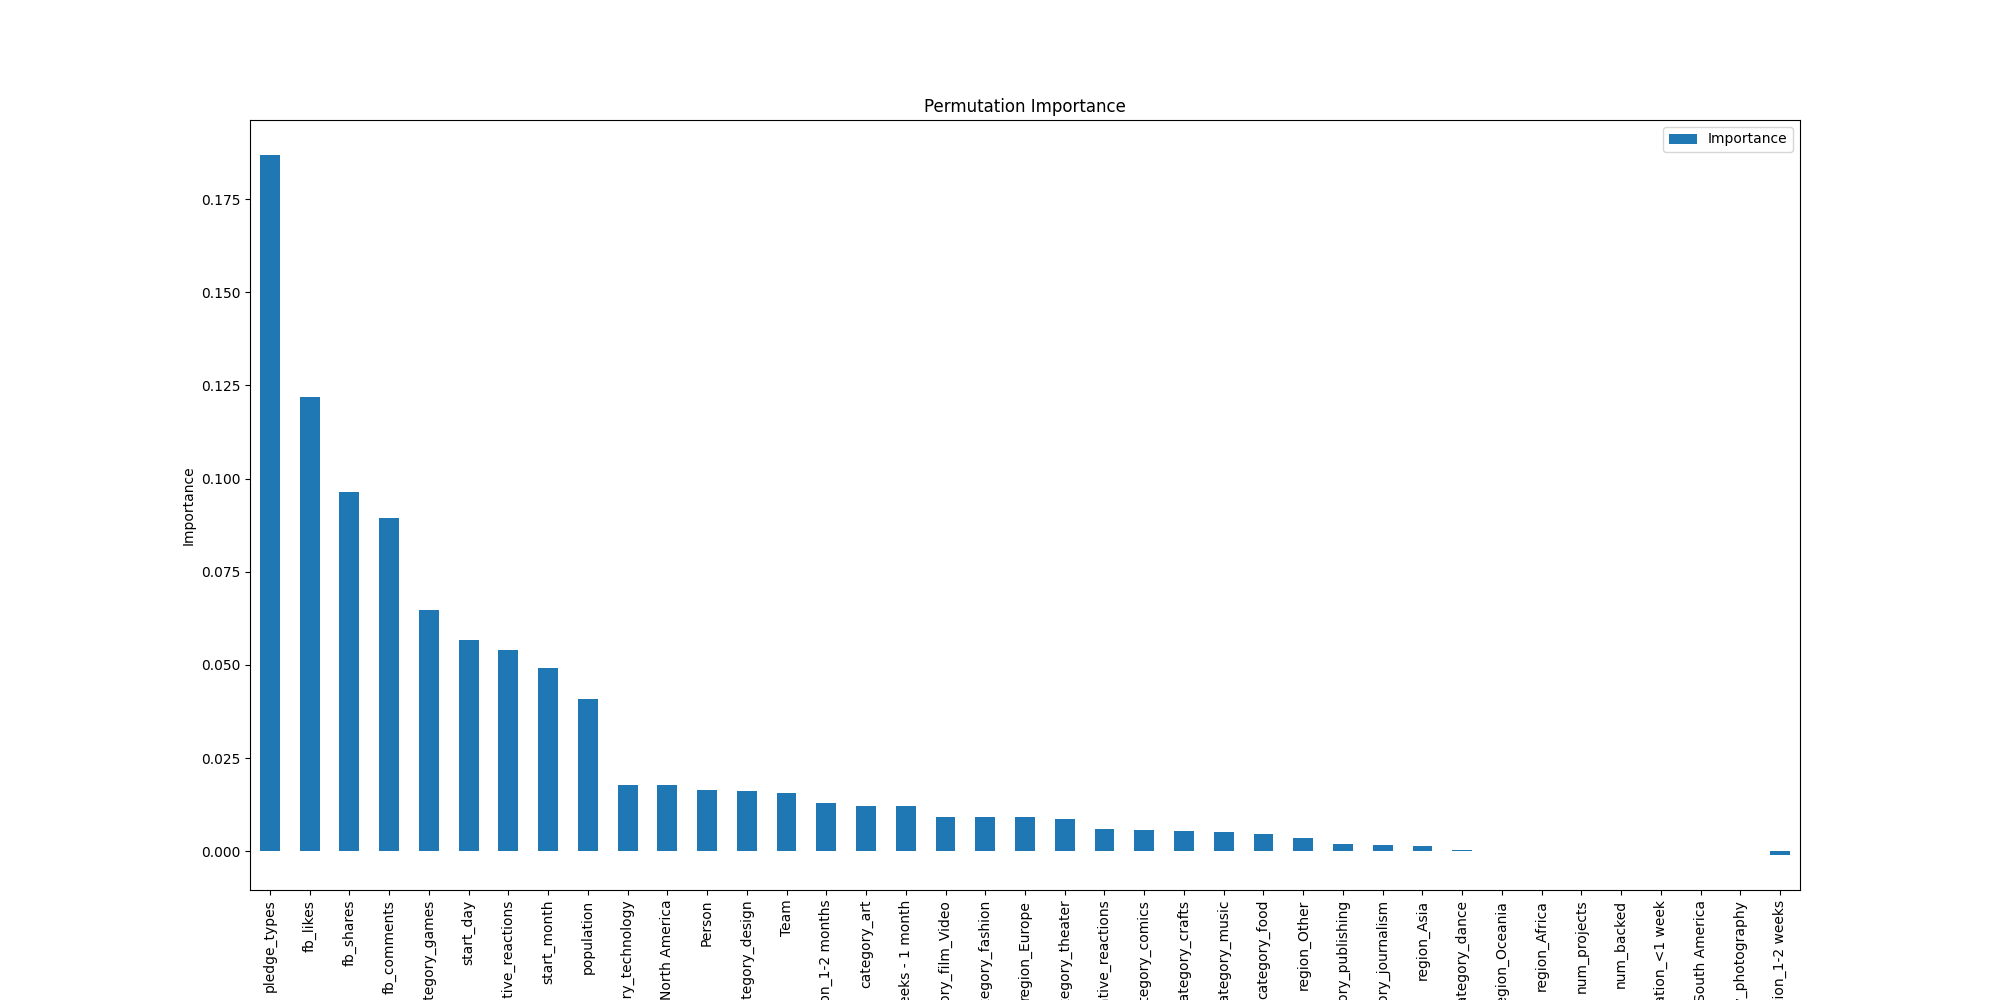 Permutation Importance
Importance
0.175
0.150
0.125
0.100
0.075
0.050
0.025
0.000
Importance
pledge_types
fb_likes
fb_shares
fb_comments
tegory_games
start_day
tive_reactions
start_month
population
ry_technology
North America
Person
tegory_design
Team
on_1-2 months
category_art
eeks - 1 month
ory_film_Video
egory_fashion
region_Europe
egory_theater
ative_reactions
tegory_comics
ategory_crafts
ategory_music
category_food
region_Other
ory_publishing
ory_journalism
region_Asia
ategory_dance
egion_Oceania
region_Africa
num_projects
num_backed
ation_<1 week
South America
_photography
ion_1-2 weeks